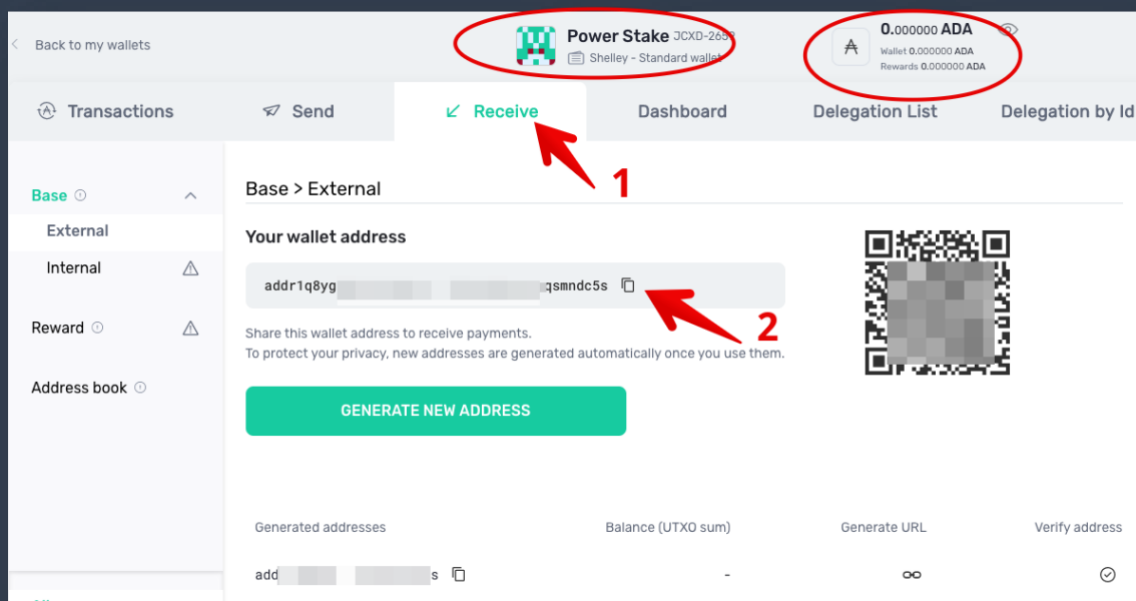 Back to my wallets
Power Stake JCXD-2659
Shelley - Standard wallet
0.000000 ADA
Wallet 0.000000 ADA
Rewards 0.000000 ADA
Transactions
Send
Receive
Dashboard
Delegation List
Delegation by Id
1
Base
External
Internal
Reward
Address book
Base > External
Your wallet address
addr1q8yg qsmndc5s
2
Share this wallet address to receive payments.
To protect your privacy, new addresses are generated automatically once you use them.
GENERATE NEW ADDRESS
Generated addresses Balance (UTXO sum) Generate URL Verify address
add s -